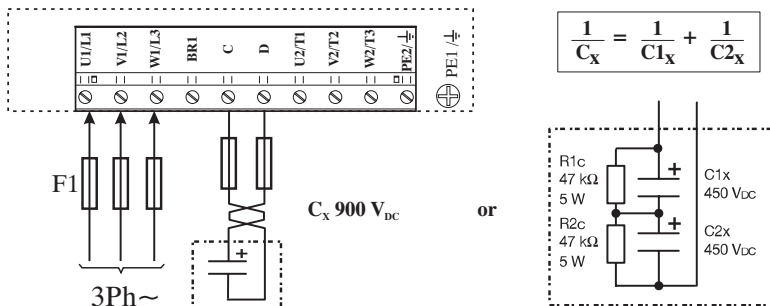 U1/L1
V1/L2
W1/L3
BR1
C
D
U2/T1
V2/T2
W2/T3
PE2/⏚
PE1/⏚
F1
3Ph~
+
Cx 900 VDC
or
1/Cx = 1/C1x + 1/C2x
R1c
47 kΩ
5 W
R2c
47 kΩ
5 W
+
C1x
450 VDC
+
C2x
450 VDC